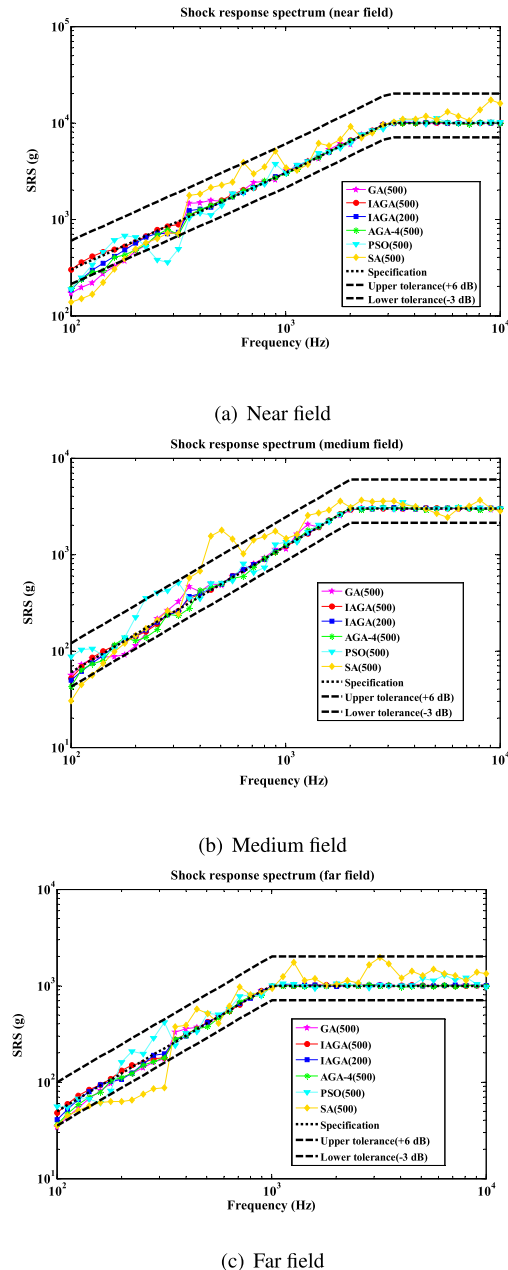 Shock response spectrum (near field)
10^5
10^4
10^3
10^2
SRS (g)
GA(500)
IAGA(500)
IAGA(200)
AGA-4(500)
PSO(500)
SA(500)
Specification
Upper tolerance(+6 dB)
Lower tolerance(-3 dB)
10^2
10^3
10^4
Frequency (Hz)
(a) Near field
Shock response spectrum (medium field)
10^4
10^3
10^2
10^1
SRS (g)
GA(500)
IAGA(500)
IAGA(200)
AGA-4(500)
PSO(500)
SA(500)
Specification
Upper tolerance(+6 dB)
Lower tolerance(-3 dB)
10^2
10^3
10^4
Frequency (Hz)
(b) Medium field
Shock response spectrum (far field)
10^4
10^3
10^2
10^1
SRS (g)
GA(500)
IAGA(500)
IAGA(200)
AGA-4(500)
PSO(500)
SA(500)
Specification
Upper tolerance(+6 dB)
Lower tolerance(-3 dB)
10^2
10^3
10^4
Frequency (Hz)
(c) Far field